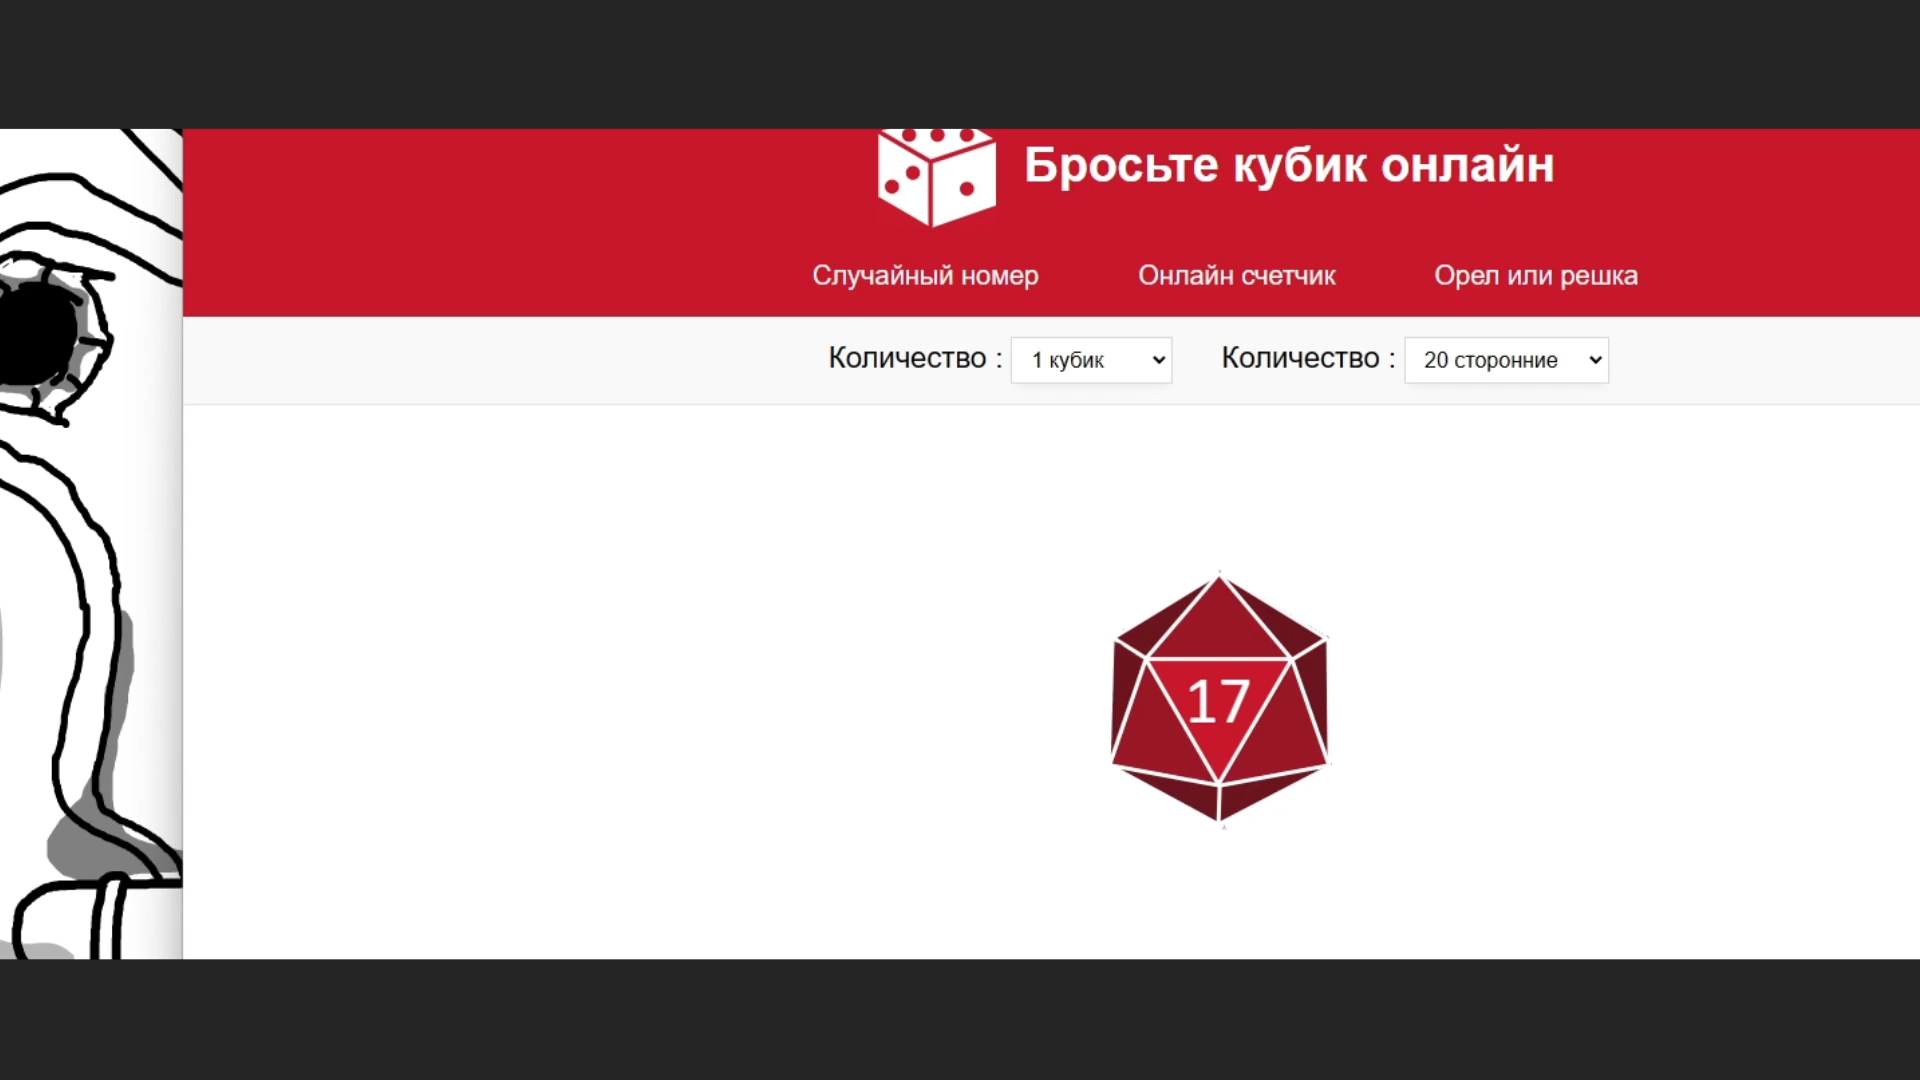 Бросьте кубик онлайн
Случайный номер Онлайн счетчик Орел или решка
Количество : 1 кубик Количество : 20 сторонние
17